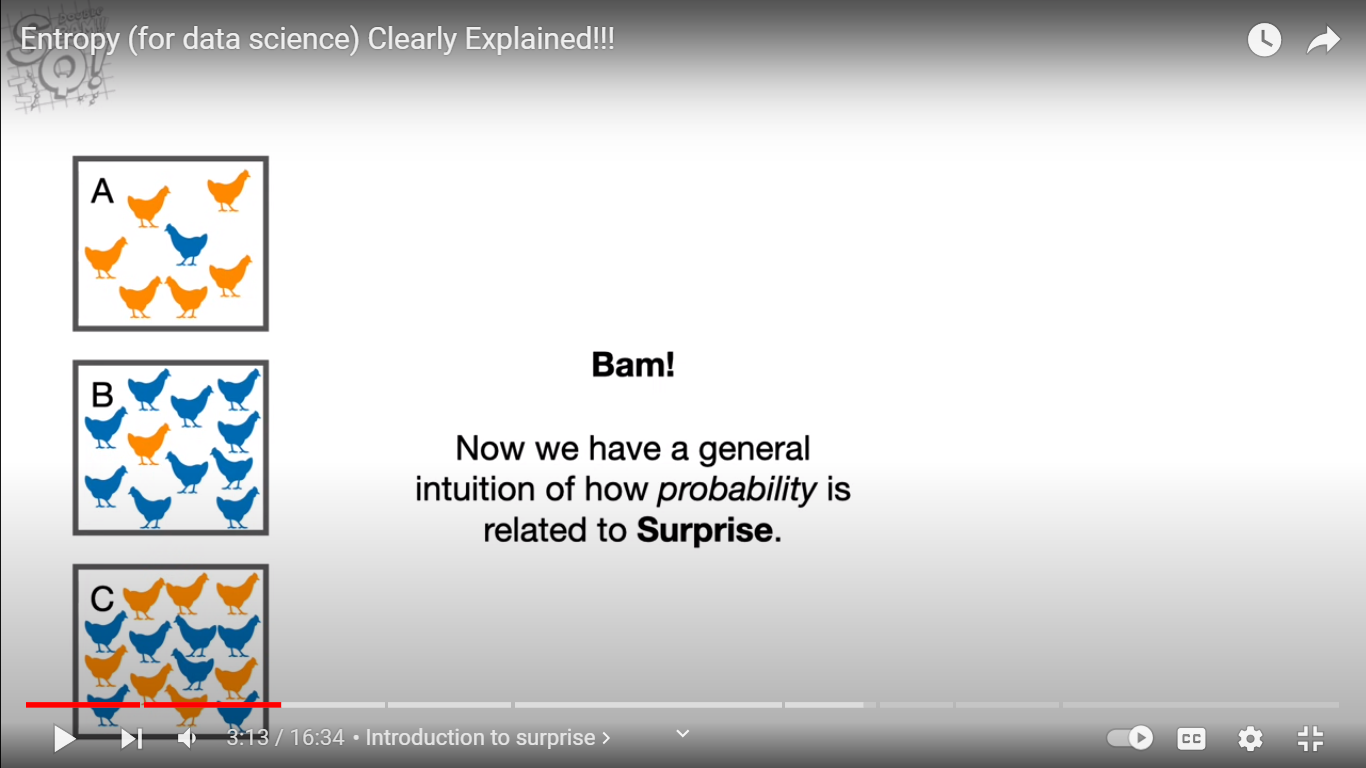 Entropy (for data science) Clearly Explained!!!
A
B
C
Bam!
Now we have a general
intuition of how probability is
related to Surprise.
3:13 / 16:34 • Introduction to surprise
CC